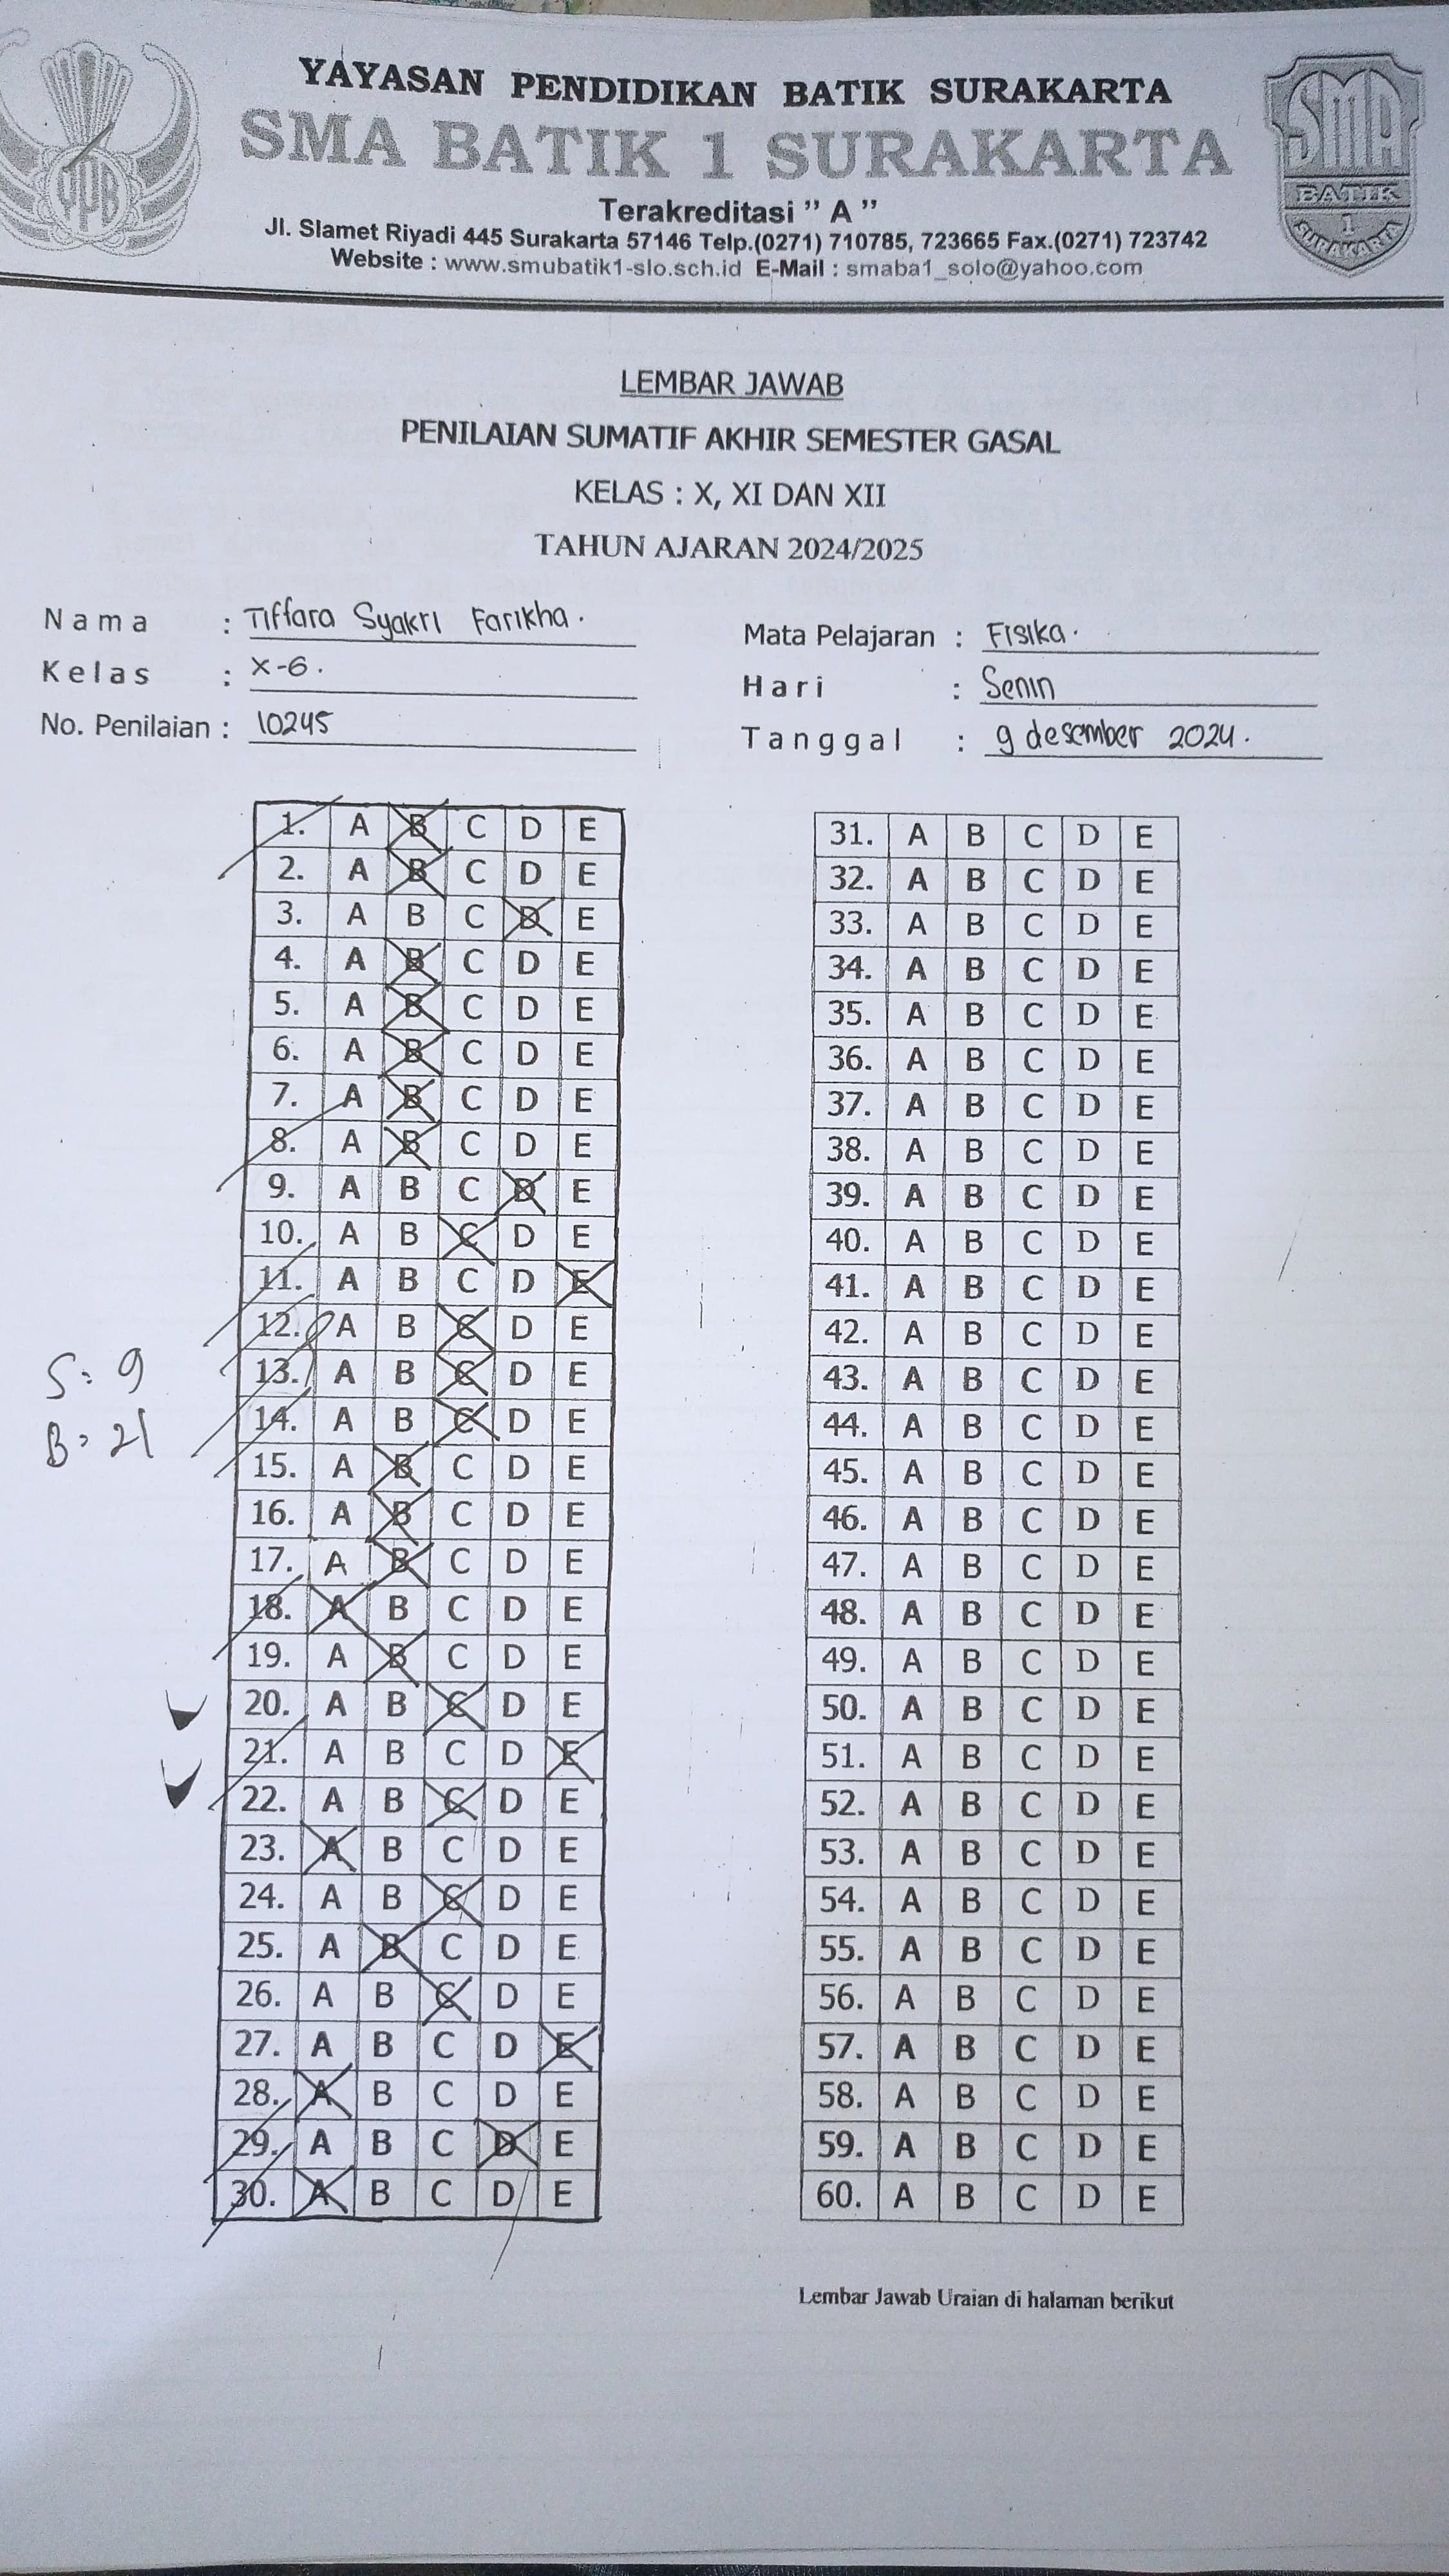 YAYASAN PENDIDIKAN BATIK SURAKARTA
SMA BATIK 1 SURAKARTA
Terakreditasi " A "
Jl. Slamet Riyadi 445 Surakarta 57146 Telp.(0271) 710785, 723665 Fax.(0271) 723742
Website : www.smubatik1-slo.sch.id E-Mail : smaba1_solo@yahoo.com
YPB
SMA
BATIK
1
SURAKARTA
LEMBAR JAWAB
PENILAIAN SUMATIF AKHIR SEMESTER GASAL
KELAS : X, XI DAN XII
TAHUN AJARAN 2024/2025
Nama : Tiffara Syakri Farikha.
Kelas : X-6.
No. Penilaian : 10245
Mata Pelajaran : Fisika.
Hari : Senin
Tanggal : 9 desember 2024.
1. A B C D E
2. A B C D E
3. A B C D E
4. A B C D E
5. A B C D E
6. A B C D E
7. A B C D E
8. A B C D E
9. A B C D E
10. A B C D E
11. A B C D E
12. A B C D E
13. A B C D E
14. A B C D E
15. A B C D E
16. A B C D E
17. A B C D E
18. A B C D E
19. A B C D E
20. A B C D E
21. A B C D E
22. A B C D E
23. A B C D E
24. A B C D E
25. A B C D E
26. A B C D E
27. A B C D E
28. A B C D E
29. A B C D E
30. A B C D E
S: 9
B: 21
31. A B C D E
32. A B C D E
33. A B C D E
34. A B C D E
35. A B C D E
36. A B C D E
37. A B C D E
38. A B C D E
39. A B C D E
40. A B C D E
41. A B C D E
42. A B C D E
43. A B C D E
44. A B C D E
45. A B C D E
46. A B C D E
47. A B C D E
48. A B C D E
49. A B C D E
50. A B C D E
51. A B C D E
52. A B C D E
53. A B C D E
54. A B C D E
55. A B C D E
56. A B C D E
57. A B C D E
58. A B C D E
59. A B C D E
60. A B C D E
Lembar Jawab Uraian di halaman berikut